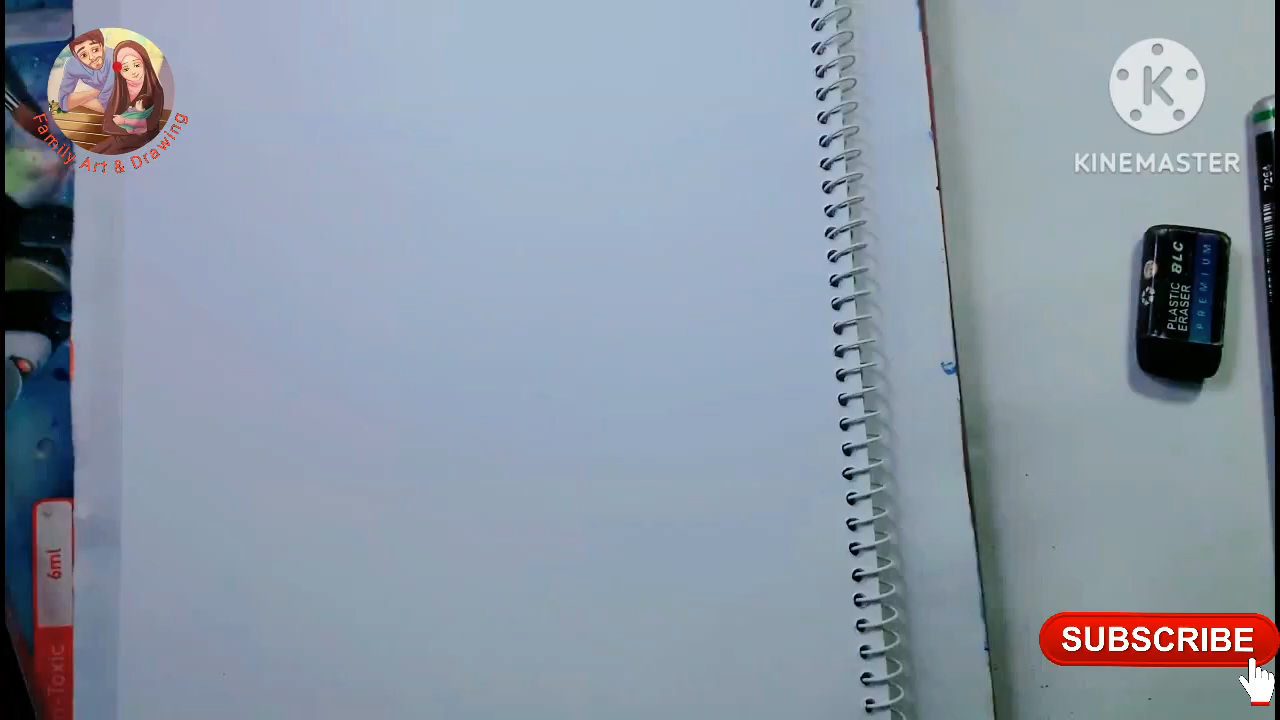 Family Art & Drawing
KINEMASTER
PLASTIC BLC
ERASER
PREMIUM
6ml
-Toxic
SUBSCRIBE